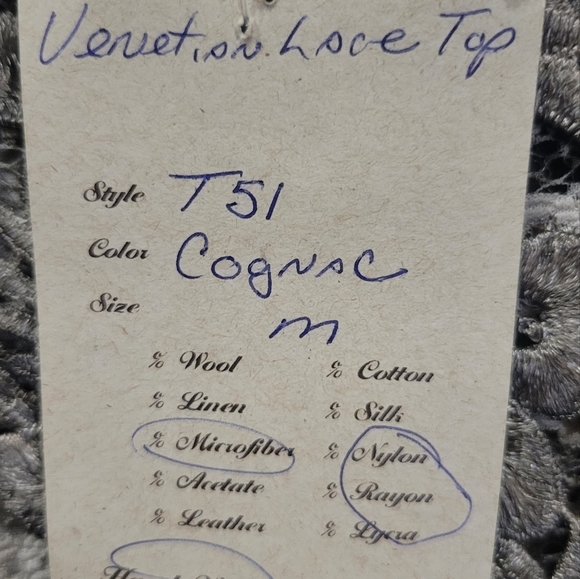 Venetian Lace Top
Style T51
Color Cognac
Size m
% Wool % Cotton
% Linen % Silk
% Microfiber % Nylon
% Acetate % Rayon
% Leather % Lycra